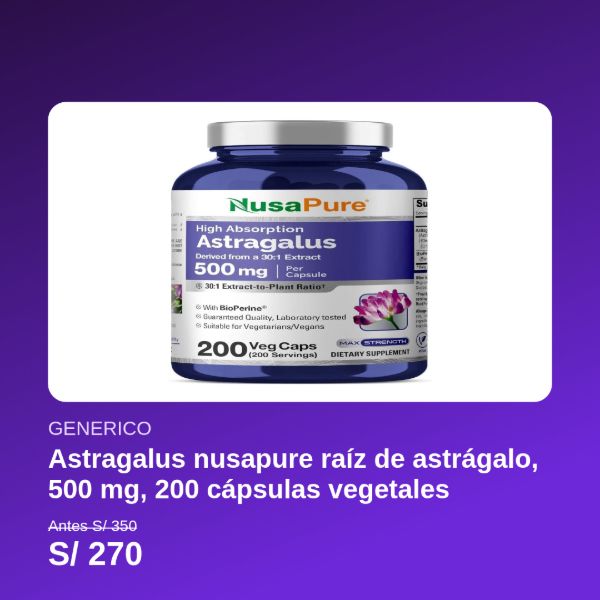 NusaPure®
High Absorption
Astragalus
Derived from a 30:1 Extract
500 mg | Per Capsule
30:1 Extract-to-Plant Ratio†
With BioPerine®
Guaranteed Quality, Laboratory tested
Suitable for Vegetarians/Vegans
200 Veg Caps
(200 Servings)
MAX STRENGTH
DIETARY SUPPLEMENT
GENERICO
Astragalus nusapure raíz de astrágalo,
500 mg, 200 cápsulas vegetales
Antes S/ 350
S/ 270